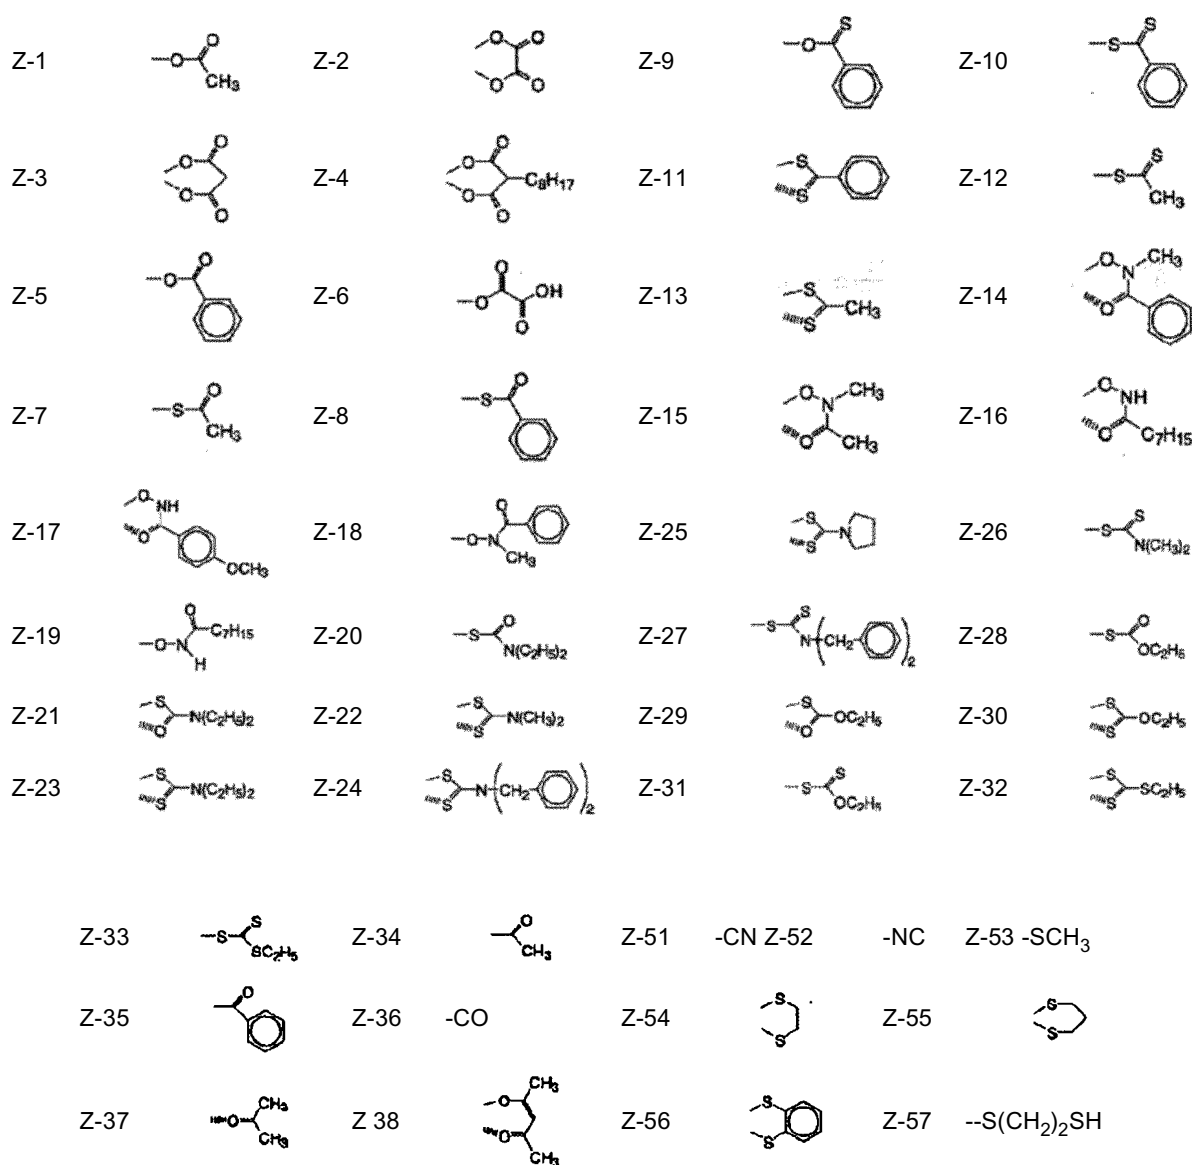 Z-1 O O CH₃ Z-2 O O O O Z-9 O S Z-10 S S
Z-3 O O O O Z-4 O O O O C₈H₁₇ Z-11 S S Z-12 S S CH₃
Z-5 O O Z-6 O O O OH Z-13 S S CH₃ Z-14 O N CH₃ O
Z-7 S O CH₃ Z-8 S O Z-15 O N CH₃ O CH₃ Z-16 O NH O C₇H₁₅
Z-17 O NH O OCH₃ Z-18 O O N CH₃ Z-25 S S N Z-26 S S N(CH₃)₂
Z-19 O C₇H₁₅ O N H Z-20 S O N(C₂H₅)₂ Z-27 S S N CH₂ 2 Z-28 S O OC₂H₅
Z-21 S O N(C₂H₅)₂ Z-22 S S N(CH₃)₂ Z-29 S O OC₂H₅ Z-30 S S OC₂H₅
Z-23 S S N(C₂H₅)₂ Z-24 S S N CH₂ 2 Z-31 S S OC₂H₅ Z-32 S S SC₂H₅
Z-33 S S SC₂H₅ Z-34 O CH₃ Z-51 -CN Z-52 -NC Z-53 -SCH₃
Z-35 O Z-36 -CO Z-54 S S Z-55 S S
Z-37 O CH₃ CH₃ Z 38 O CH₃ O CH₃ Z-56 S S Z-57 --S(CH₂)₂SH